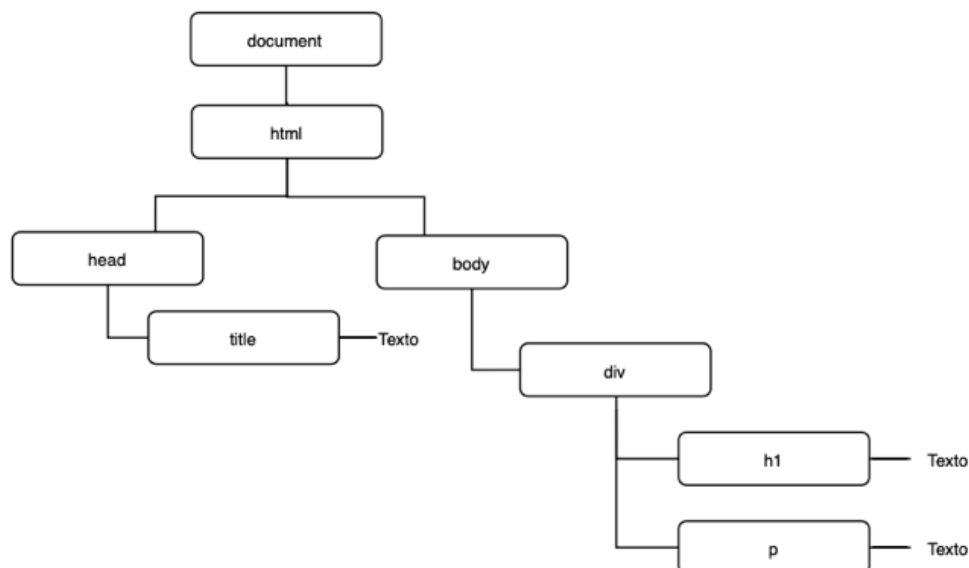 document
html
head
body
title
Texto
div
h1
Texto
p
Texto